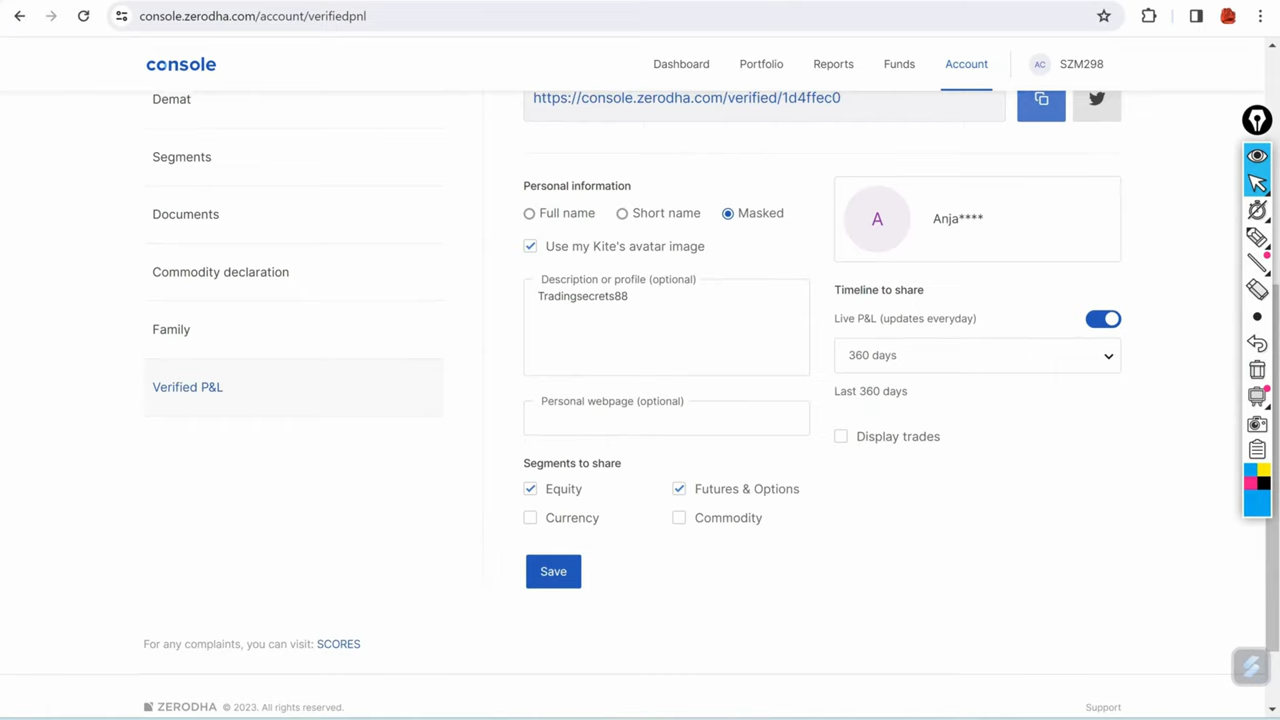 console.zerodha.com/account/verifiedpnl
console
Dashboard
Portfolio
Reports
Funds
Account
AC
SZM298
Demat
Segments
Documents
Commodity declaration
Family
Verified P&L
https://console.zerodha.com/verified/1d4ffec0
Personal information
Full name
Short name
Masked
Use my Kite's avatar image
Description or profile (optional)
Tradingsecrets88
Personal webpage (optional)
Segments to share
Equity
Futures & Options
Currency
Commodity
Save
A
Anja****
Timeline to share
Live P&L (updates everyday)
360 days
Last 360 days
Display trades
For any complaints, you can visit: SCORES
ZERODHA © 2023. All rights reserved.
Support